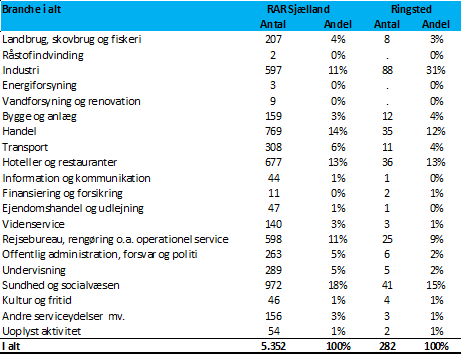 Branche i alt RAR Sjælland Ringsted
Antal Andel Antal Andel
Landbrug, skovbrug og fiskeri 207 4% 8 3%
Råstofindvinding 2 0% . 0%
Industri 597 11% 88 31%
Energiforsyning 3 0% . 0%
Vandforsyning og renovation 9 0% . 0%
Bygge og anlæg 159 3% 12 4%
Handel 769 14% 35 12%
Transport 308 6% 11 4%
Hoteller og restauranter 677 13% 36 13%
Information og kommunikation 44 1% 1 0%
Finansiering og forsikring 11 0% 2 1%
Ejendomshandel og udlejning 47 1% 1 0%
Videnservice 140 3% 3 1%
Rejsebureau, rengøring o.a. operationel service 598 11% 25 9%
Offentlig administration, forsvar og politi 263 5% 6 2%
Undervisning 289 5% 5 2%
Sundhed og socialvæsen 972 18% 41 15%
Kultur og fritid 46 1% 4 1%
Andre serviceydelser mv. 156 3% 3 1%
Uoplyst aktivitet 54 1% 2 1%
I alt 5.352 100% 282 100%